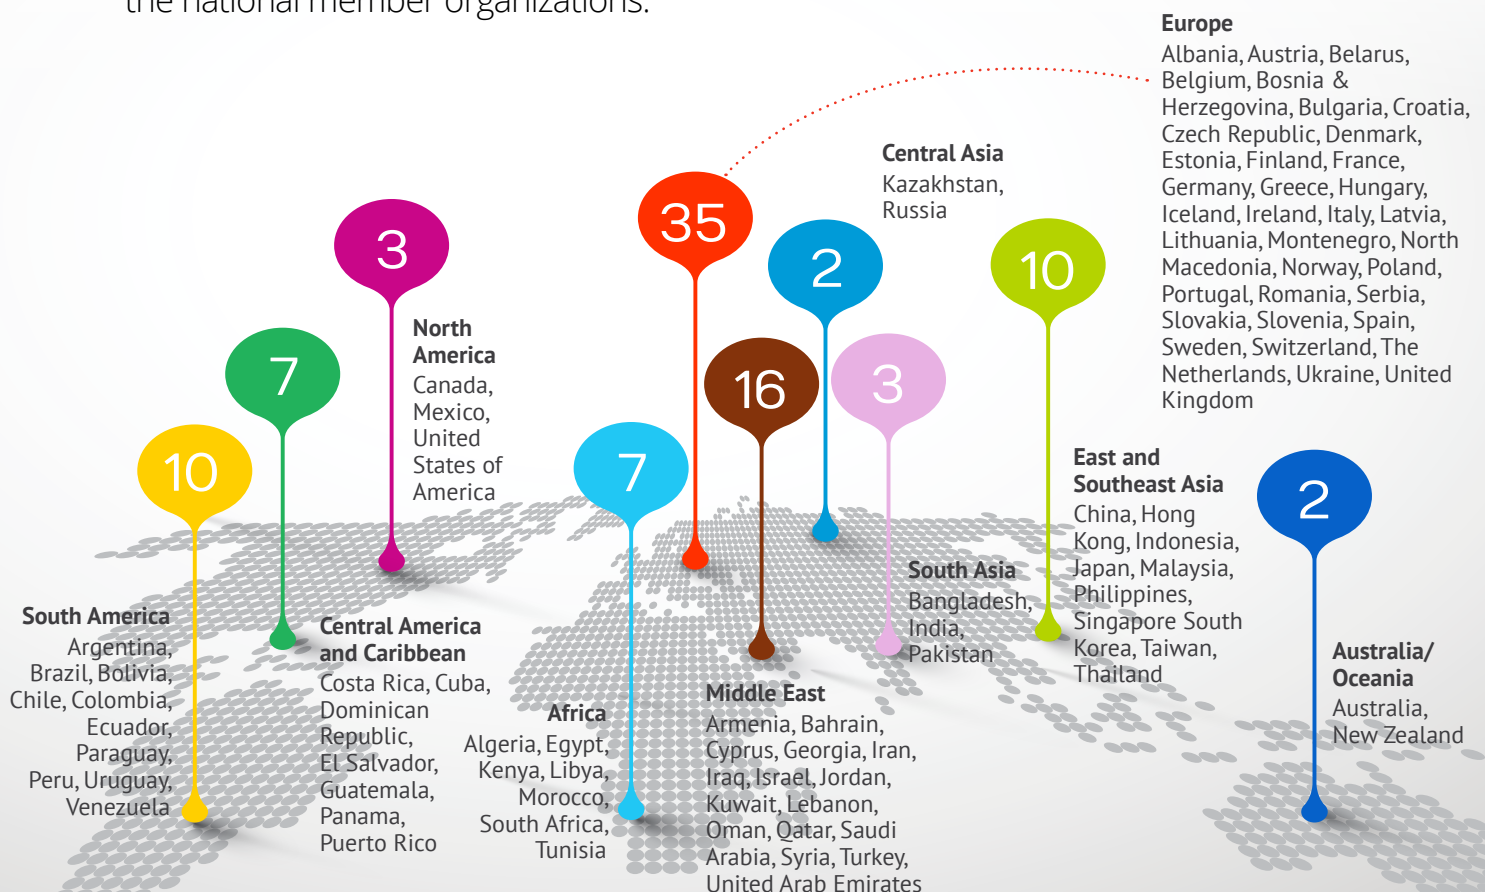 the national member organizations.
Europe
Albania, Austria, Belarus,
Belgium, Bosnia &
Herzegovina, Bulgaria, Croatia,
Czech Republic, Denmark,
Estonia, Finland, France,
Germany, Greece, Hungary,
Iceland, Ireland, Italy, Latvia,
Lithuania, Montenegro, North
Macedonia, Norway, Poland,
Portugal, Romania, Serbia,
Slovakia, Slovenia, Spain,
Sweden, Switzerland, The
Netherlands, Ukraine, United
Kingdom
35
Central Asia
Kazakhstan,
Russia
2
3
North
America
Canada,
Mexico,
United
States of
America
10
East and
Southeast Asia
China, Hong
Kong, Indonesia,
Japan, Malaysia,
Philippines,
Singapore South
Korea, Taiwan,
Thailand
7
Central America
and Caribbean
Costa Rica, Cuba,
Dominican
Republic,
El Salvador,
Guatemala,
Panama,
Puerto Rico
16
Middle East
Armenia, Bahrain,
Cyprus, Georgia, Iran,
Iraq, Israel, Jordan,
Kuwait, Lebanon,
Oman, Qatar, Saudi
Arabia, Syria, Turkey,
United Arab Emirates
3
South Asia
Bangladesh,
India,
Pakistan
10
South America
Argentina,
Brazil, Bolivia,
Chile, Colombia,
Ecuador,
Paraguay,
Peru, Uruguay,
Venezuela
7
Africa
Algeria, Egypt,
Kenya, Libya,
Morocco,
South Africa,
Tunisia
2
Australia/
Oceania
Australia,
New Zealand